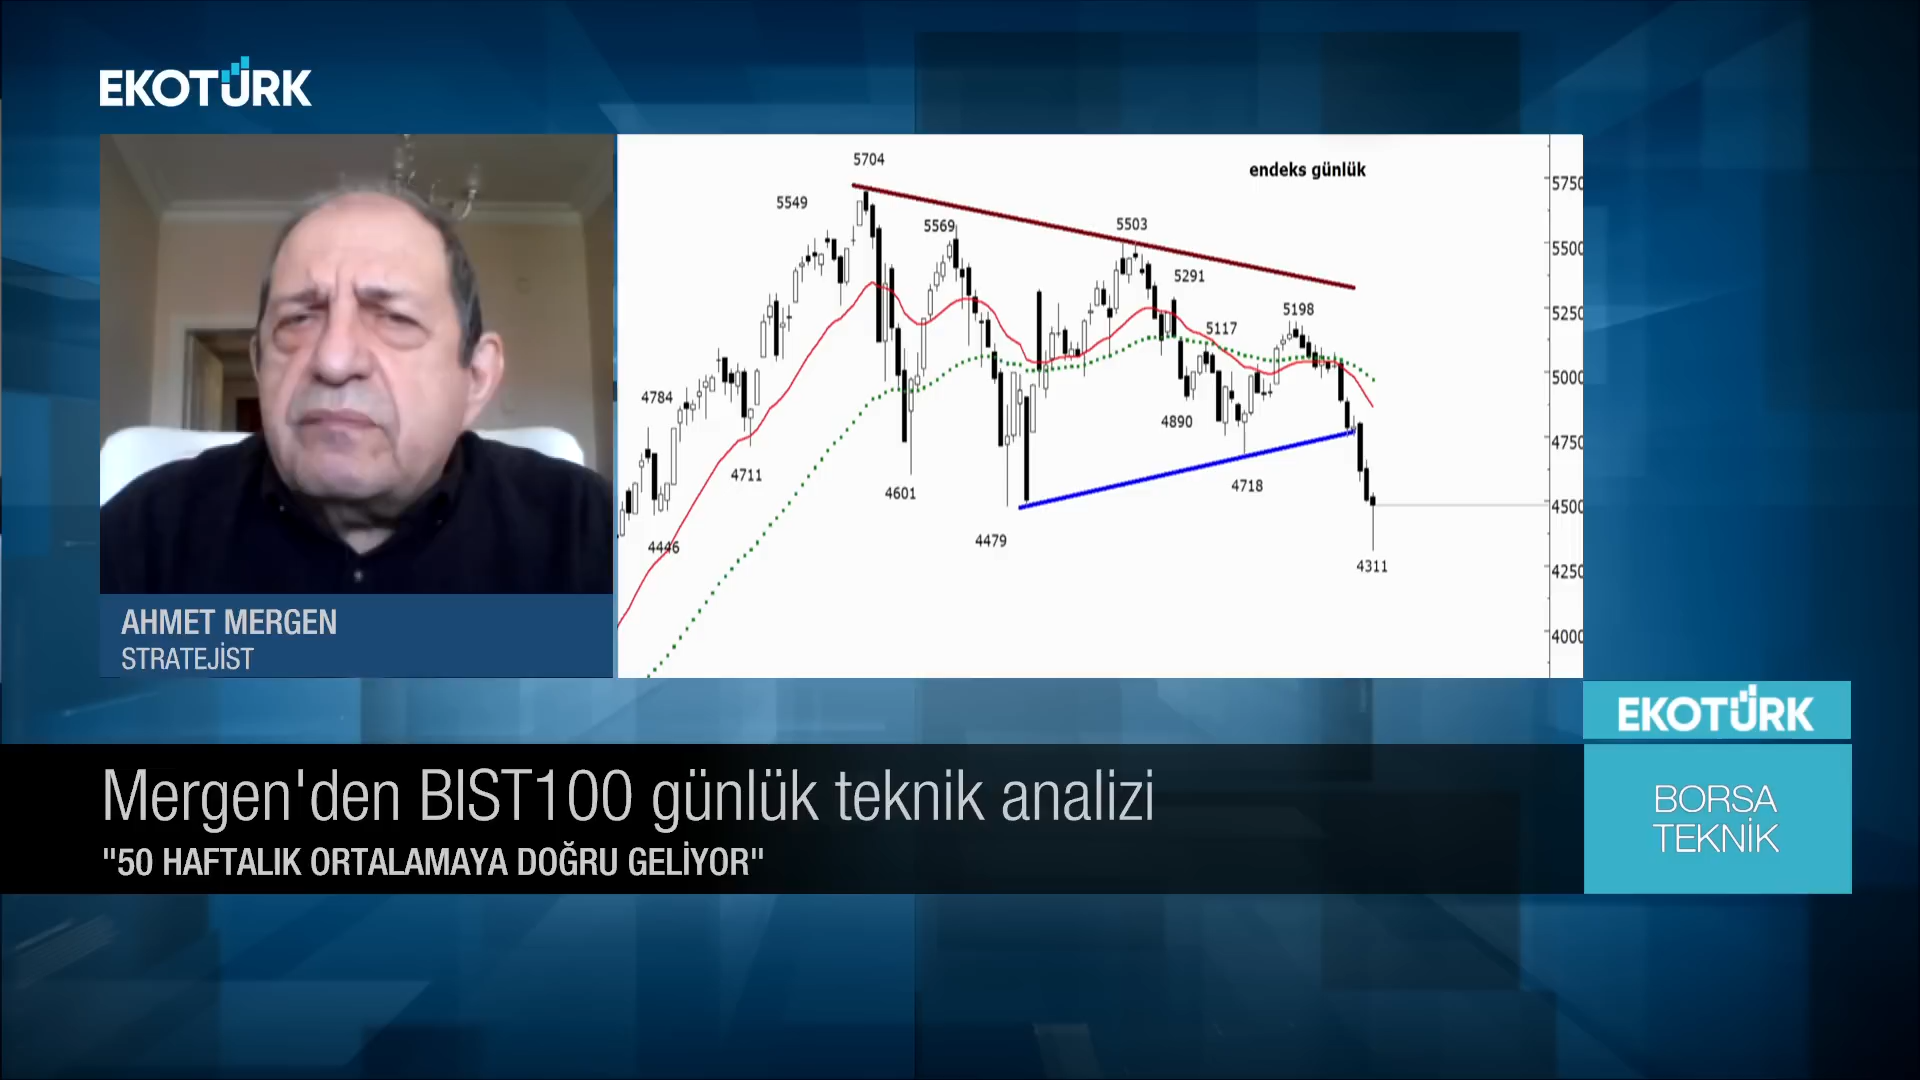 EKOTÜRK
5704
endeks günlük
5549
5569
5503
5291
5198
5117
4784
4711
4601
4890
4718
4446
4479
4311
5750
5500
5250
5000
4750
4500
4250
4000
AHMET MERGEN
STRATEJİST
EKOTÜRK
Mergen'den BIST100 günlük teknik analizi
"50 HAFTALIK ORTALAMAYA DOĞRU GELİYOR"
BORSA
TEKNİK